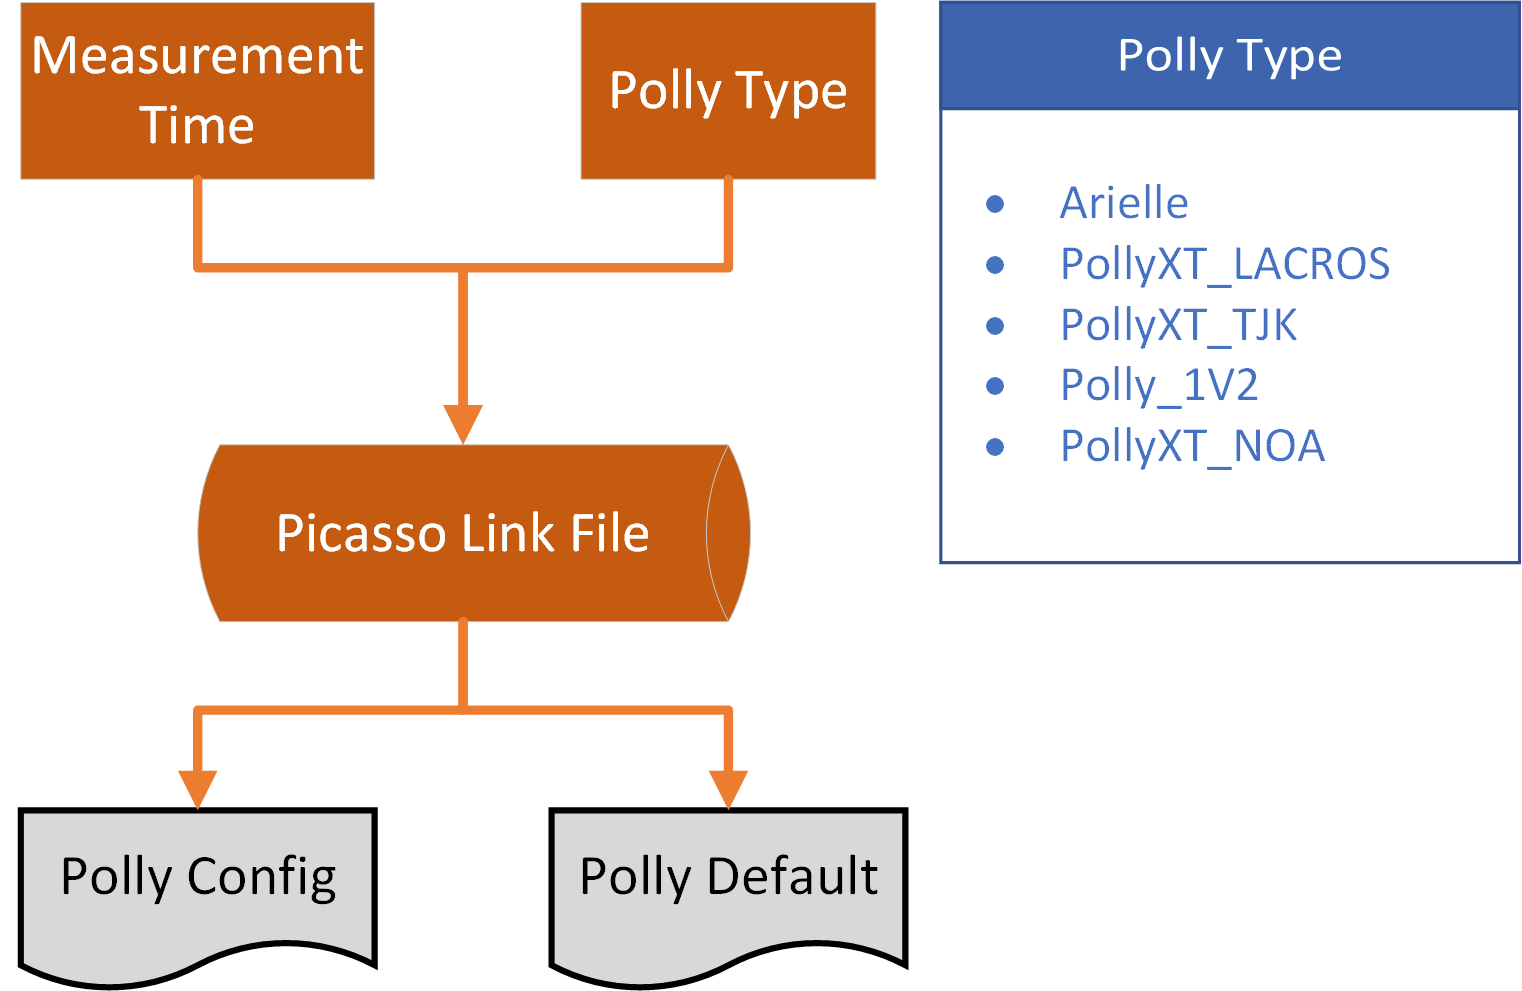 Measurement
Time
Polly Type
Picasso Link File
Polly Config
Polly Default
Polly Type
Arielle
PollyXT_LACROS
PollyXT_TJK
Polly_1V2
PollyXT_NOA